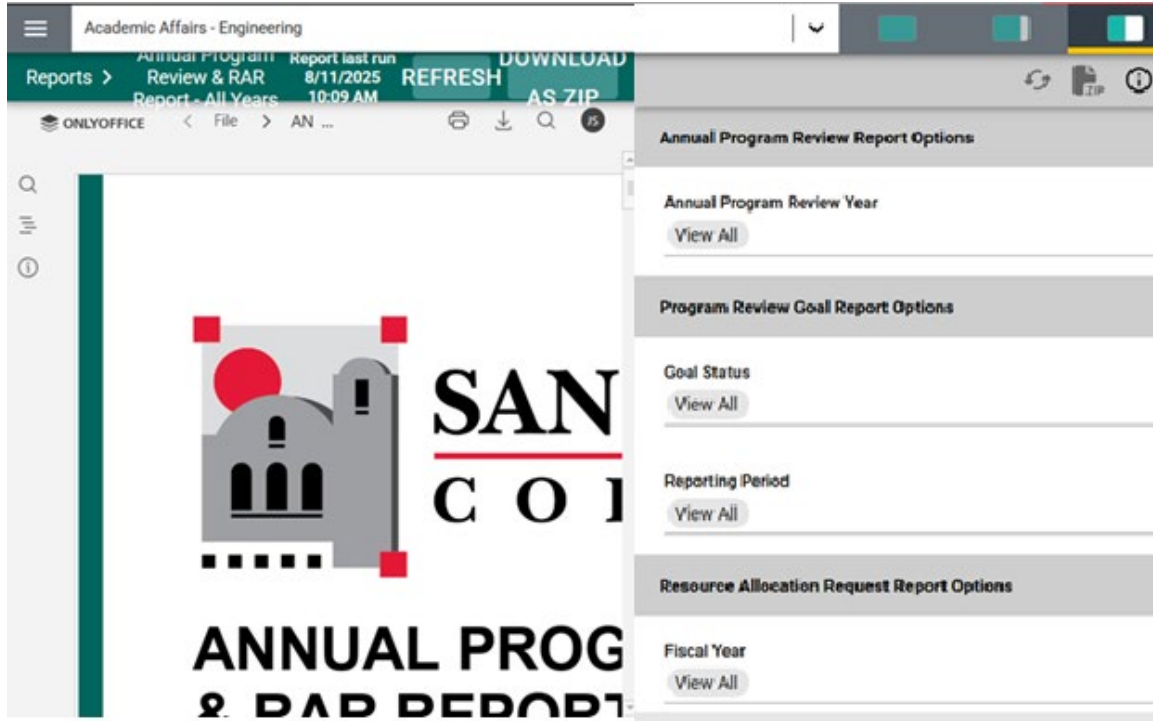 Academic Affairs - Engineering
Reports >
Annual Program
Review & RAR
Report - All Years
Report last run
8/11/2025
10:09 AM
REFRESH
DOWNLOAD
AS ZIP
ONLYOFFICE
< File > AN ...
JS
SAN
COL
ANNUAL PROG
& RAR REPORT
ZIP
Annual Program Review Report Options
Annual Program Review Year
View All
Program Review Goal Report Options
Goal Status
View All
Reporting Period
View All
Resource Allocation Request Report Options
Fiscal Year
View All